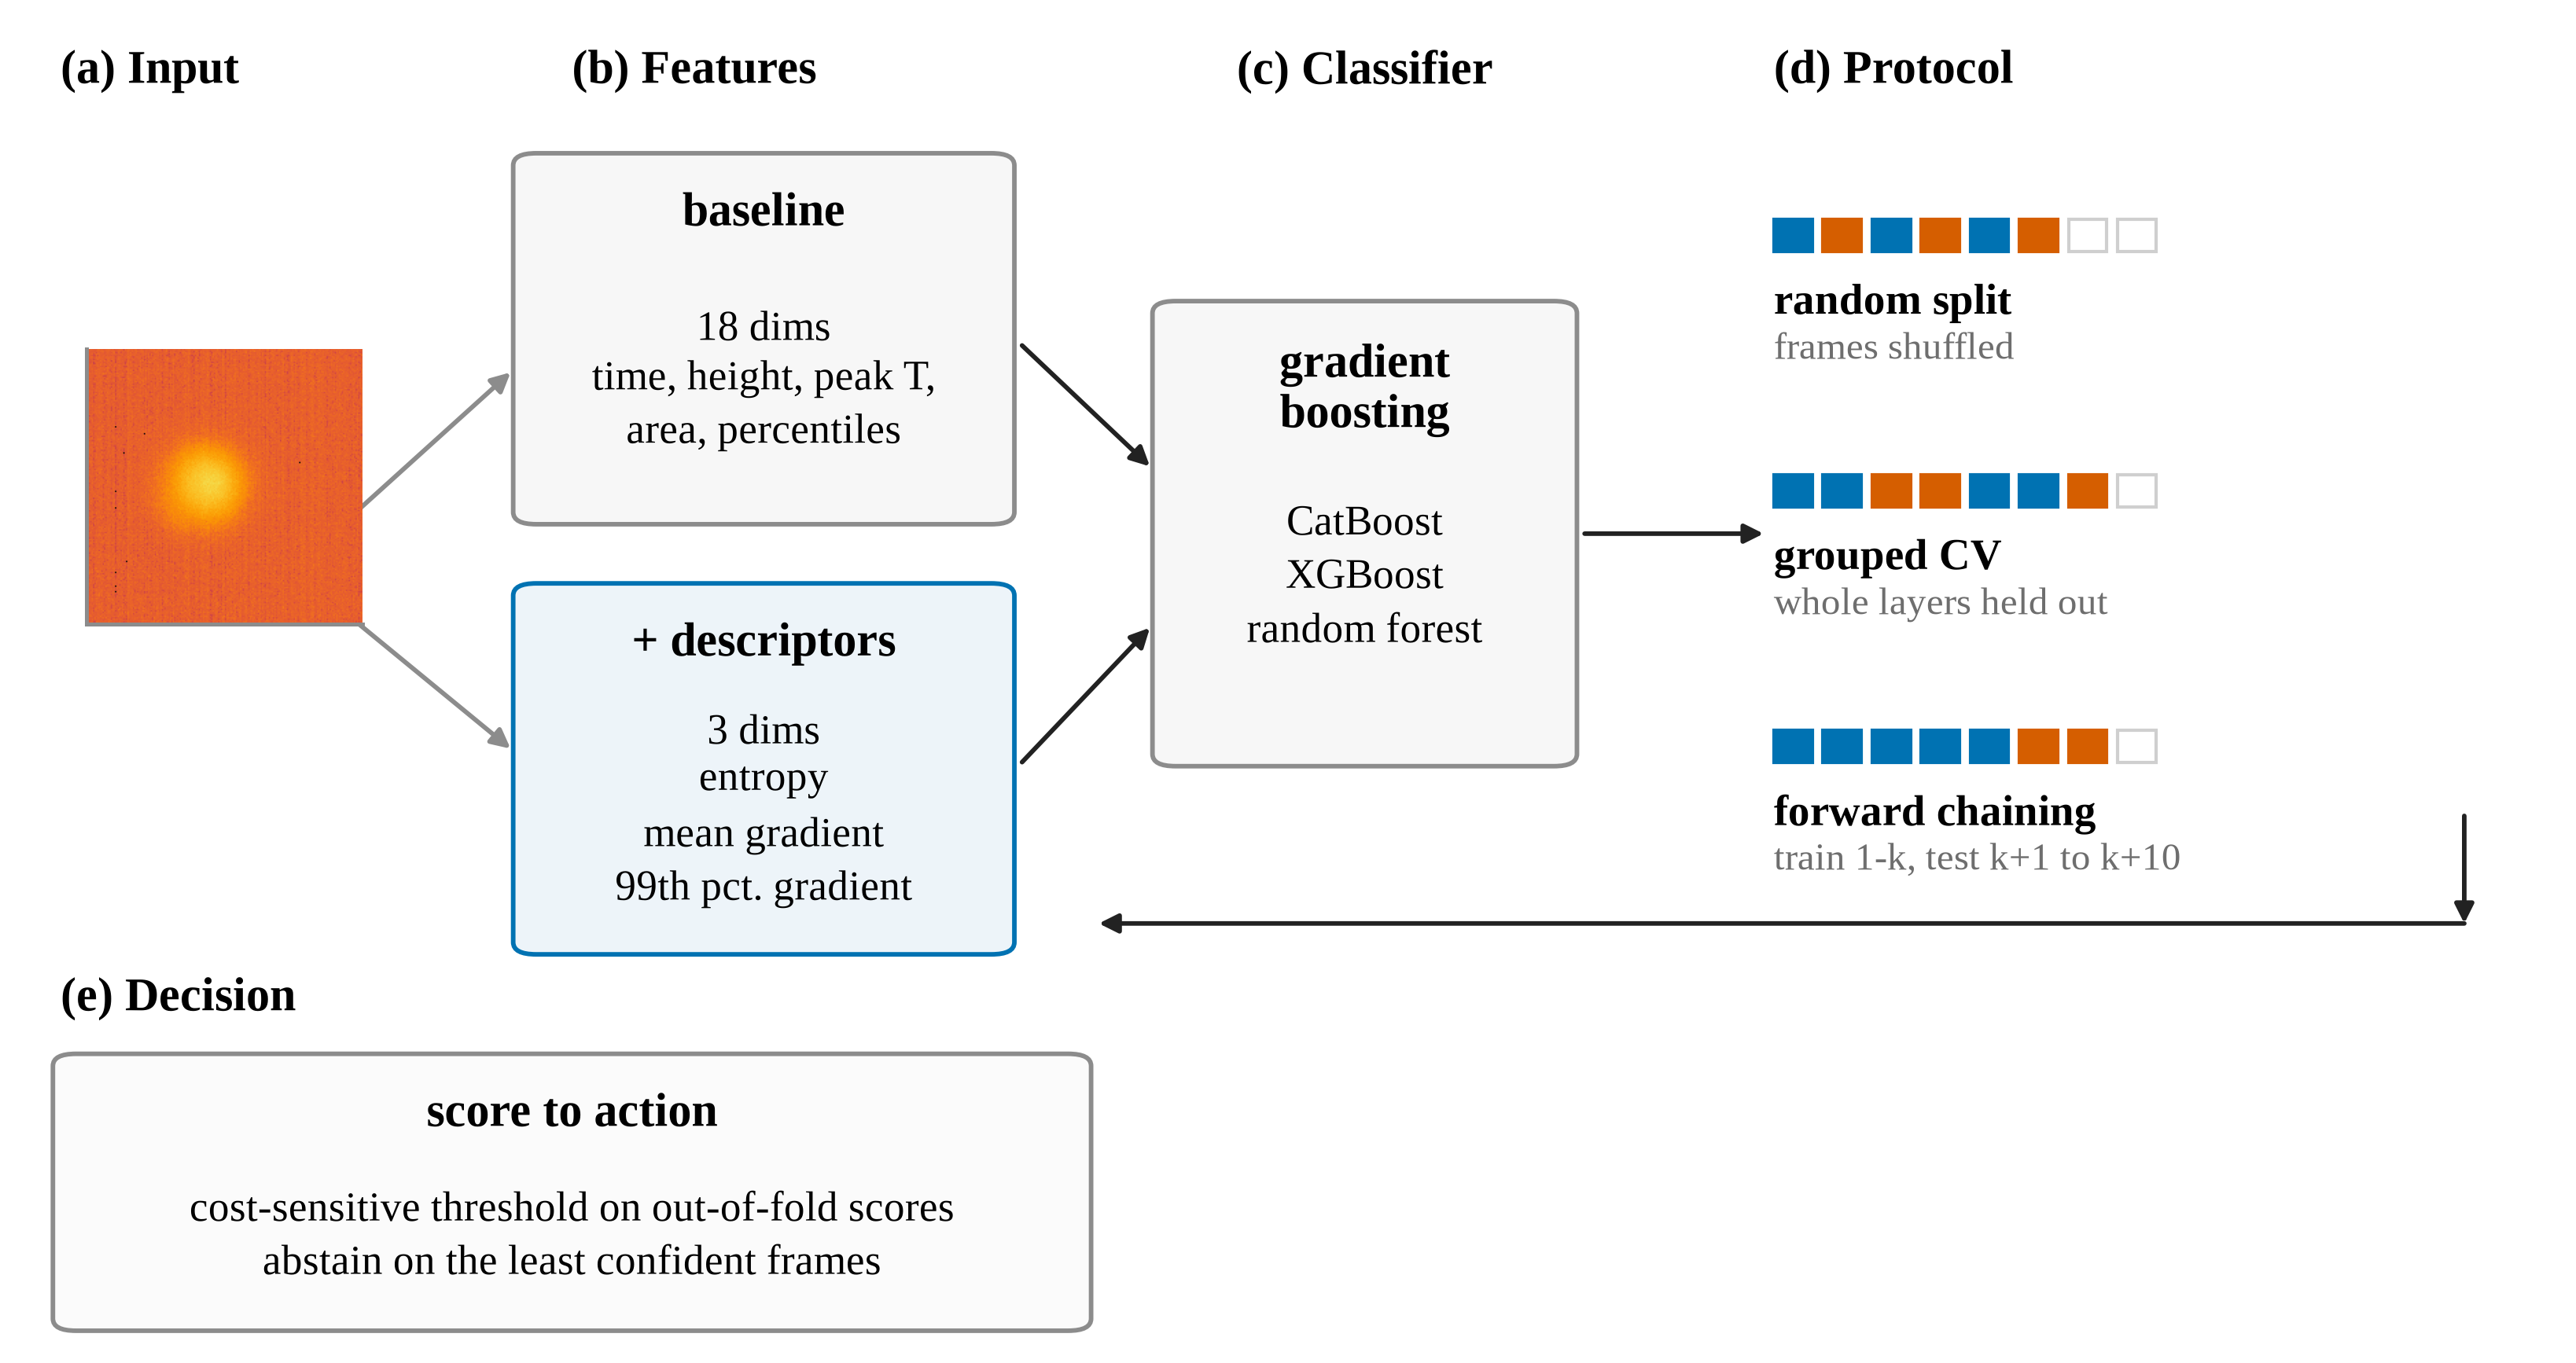 (a) Input
(b) Features
(c) Classifier
(d) Protocol
baseline
18 dims
time, height, peak T,
area, percentiles
+ descriptors
3 dims
entropy
mean gradient
99th pct. gradient
gradient
boosting
CatBoost
XGBoost
random forest
random split
frames shuffled
grouped CV
whole layers held out
forward chaining
train 1-k, test k+1 to k+10
(e) Decision
score to action
cost-sensitive threshold on out-of-fold scores
abstain on the least confident frames